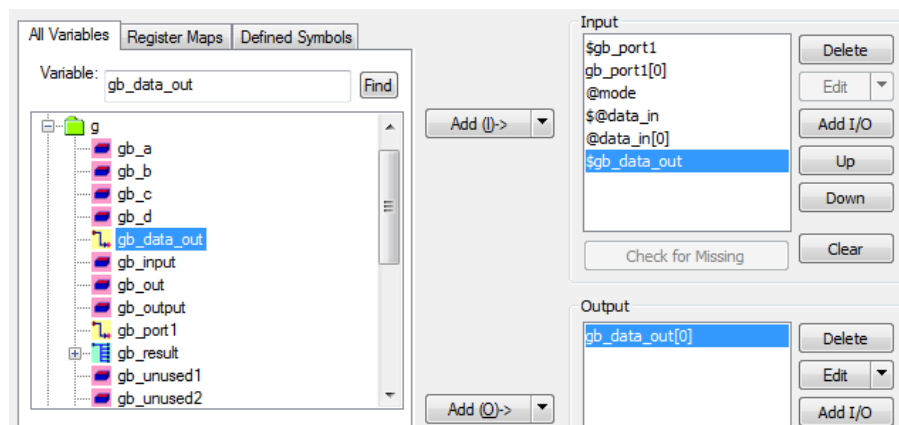 All Variables
Register Maps
Defined Symbols
Variable:
gb_data_out
Find
g
gb_a
gb_b
gb_c
gb_d
gb_data_out
gb_input
gb_out
gb_output
gb_port1
gb_result
gb_unused1
gb_unused2
Add (I)->
Add (O)->
Input
$gb_port1
gb_port1[0]
@mode
$@data_in
@data_in[0]
$gb_data_out
Check for Missing
Delete
Edit
Add I/O
Up
Down
Clear
Output
gb_data_out[0]
Delete
Edit
Add I/O